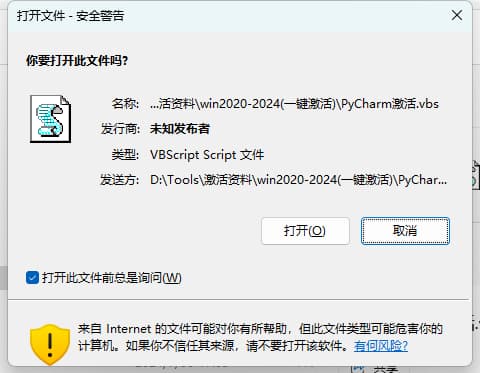 打开文件 - 安全警告
你要打开此文件吗?
名称: ...活资料\win2020-2024(一键激活)\PyCharm激活.vbs
发行商: 未知发布者
类型: VBScript Script 文件
发送方: D:\Tools\激活资料\win2020-2024(一键激活)\PyChar...
打开(O)
取消
打开此文件前总是询问(W)
来自 Internet 的文件可能对你有所帮助，但此文件类型可能危害你的
计算机。如果你不信任其来源，请不要打开该软件。有何风险?
共享